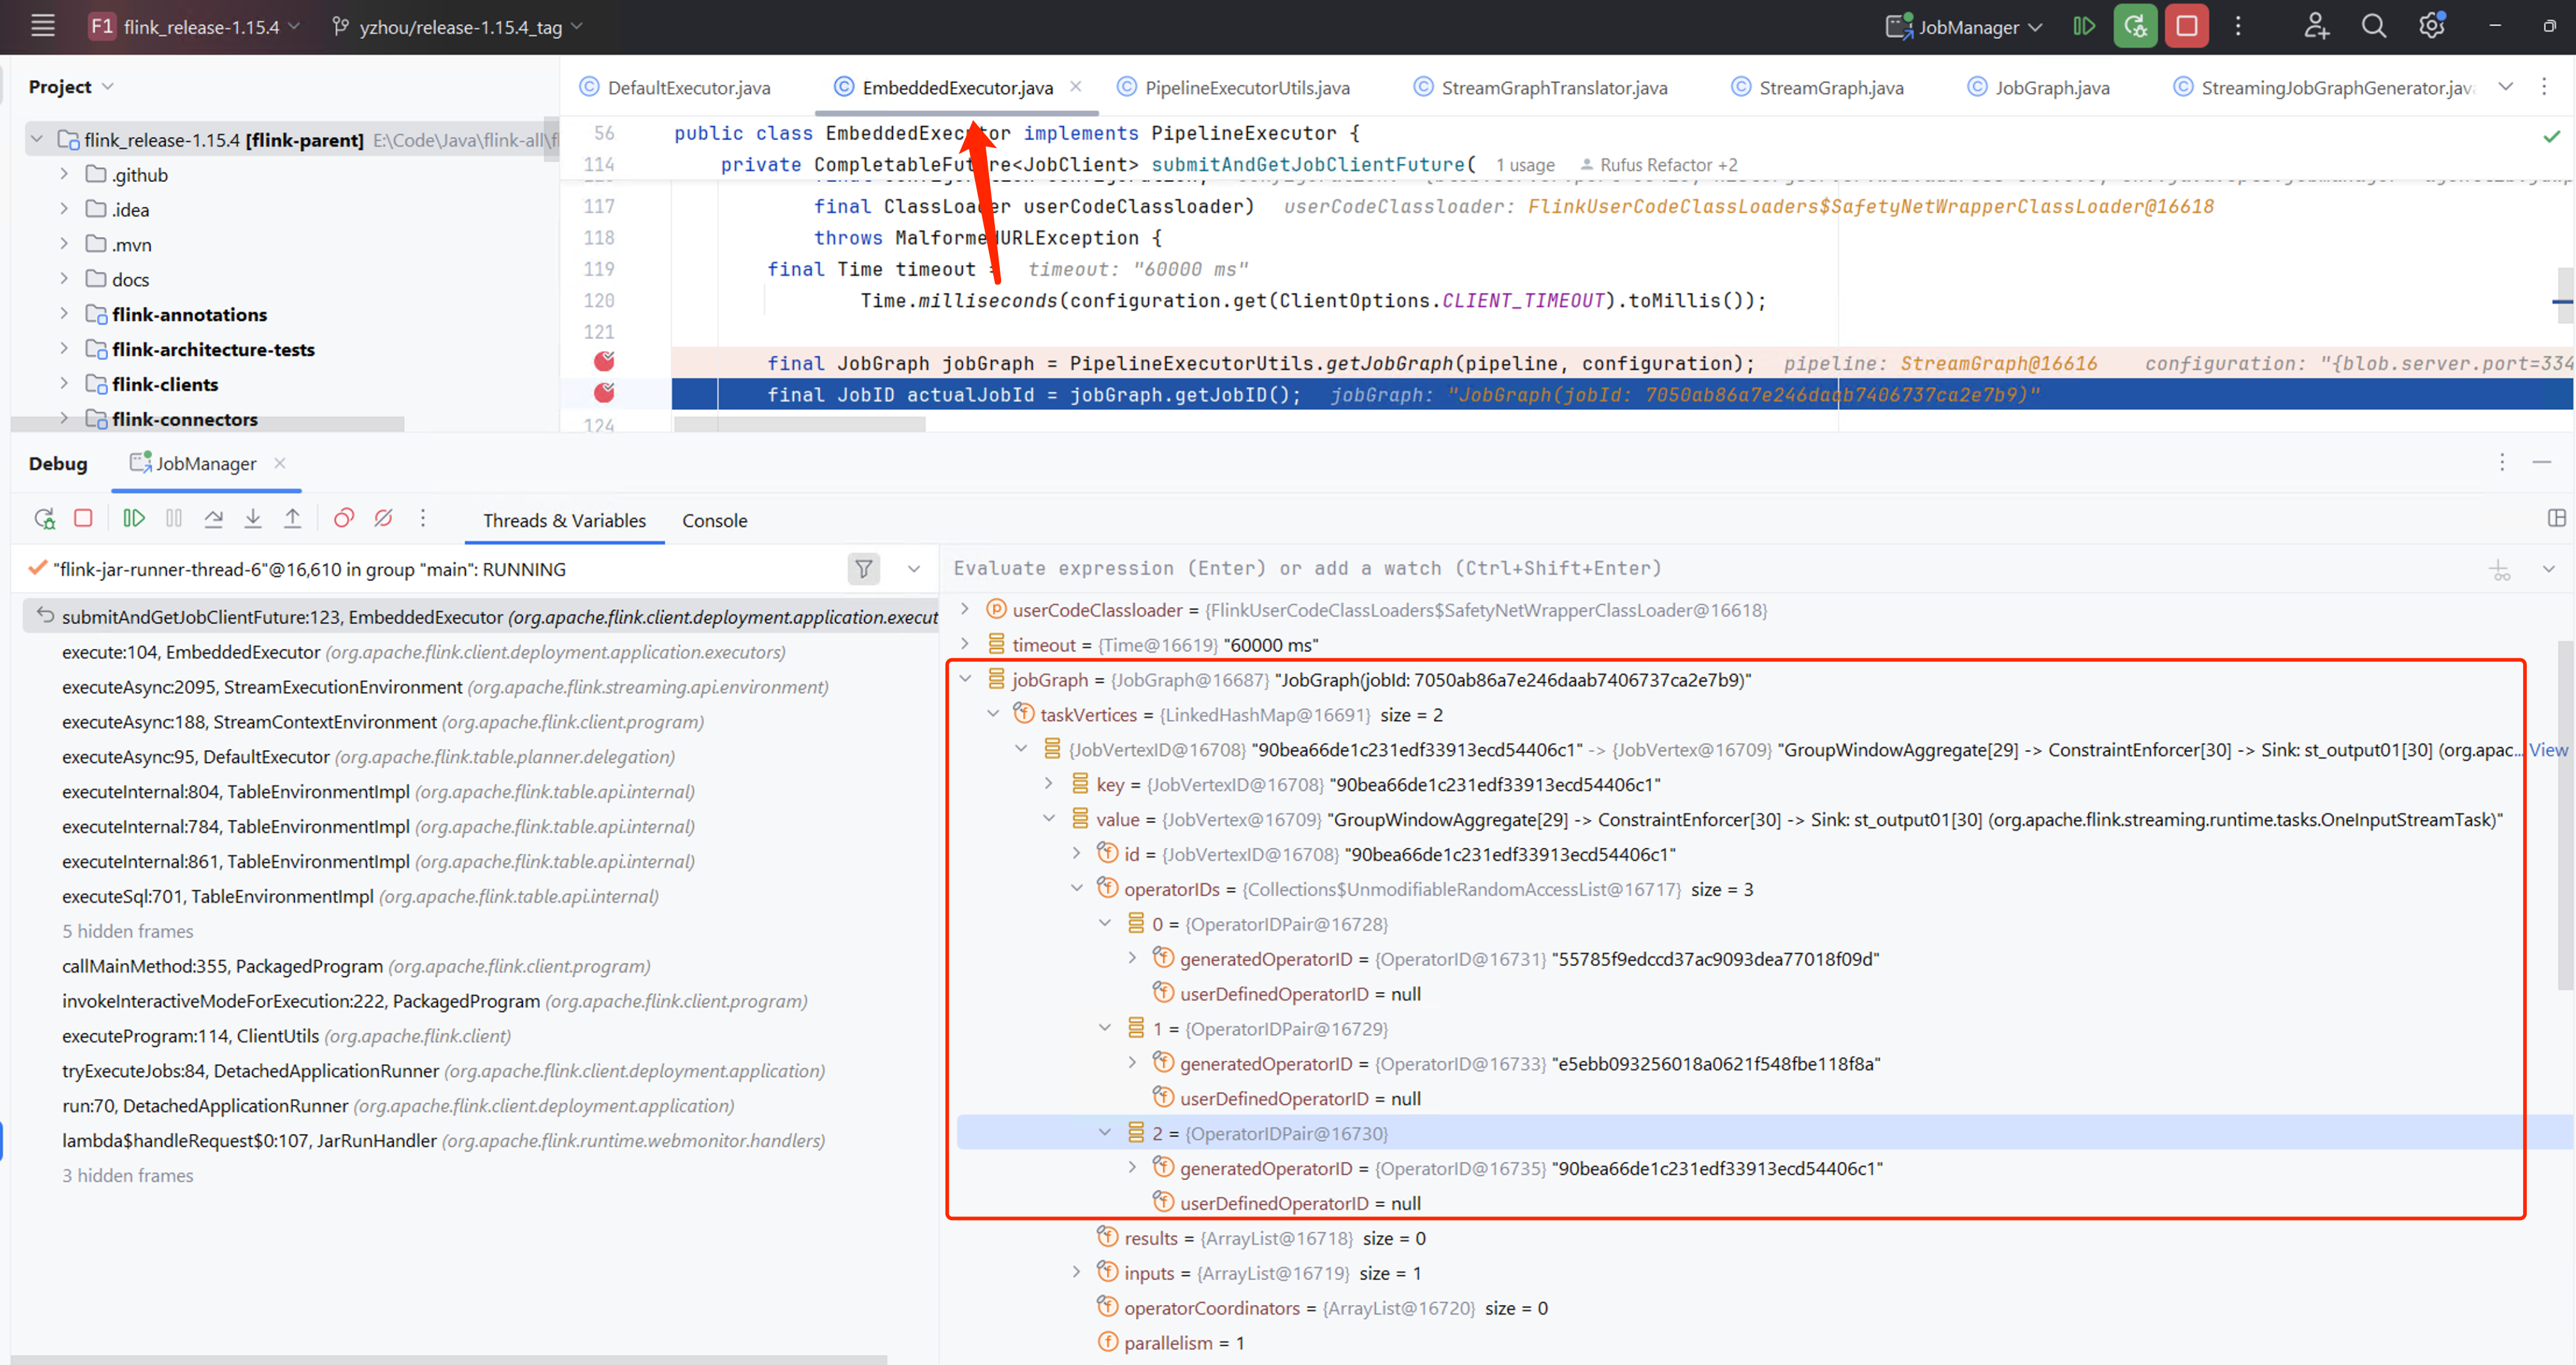 F1 flink_release-1.15.4 yzhou/release-1.15.4_tag JobManager
Project
DefaultExecutor.java EmbeddedExecutor.java PipelineExecutorUtils.java StreamGraphTranslator.java StreamGraph.java JobGraph.java StreamingJobGraphGenerator.java
flink_release-1.15.4 [flink-parent] E:\Code\Java\flink-all\fl
.github
.idea
.mvn
docs
flink-annotations
flink-architecture-tests
flink-clients
flink-connectors
56 public class EmbeddedExecutor implements PipelineExecutor {
114 private CompletableFuture<JobClient> submitAndGetJobClientFuture( 1 usage Rufus Refactor +2
117 final ClassLoader userCodeClassloader) userCodeClassloader: FlinkUserCodeClassLoaders$SafetyNetWrapperClassLoader@16618
118 throws MalformedURLException {
119 final Time timeout = timeout: "60000 ms"
120 Time.milliseconds(configuration.get(ClientOptions.CLIENT_TIMEOUT).toMillis());
121
final JobGraph jobGraph = PipelineExecutorUtils.getJobGraph(pipeline, configuration); pipeline: StreamGraph@16616 configuration: "{blob.server.port=334
final JobID actualJobId = jobGraph.getJobID(); jobGraph: "JobGraph(jobId: 7050ab86a7e246daab7406737ca2e7b9)"
124
Debug JobManager
Threads & Variables Console
"flink-jar-runner-thread-6"@16,610 in group "main": RUNNING
submitAndGetJobClientFuture:123, EmbeddedExecutor (org.apache.flink.client.deployment.application.execut
execute:104, EmbeddedExecutor (org.apache.flink.client.deployment.application.executors)
executeAsync:2095, StreamExecutionEnvironment (org.apache.flink.streaming.api.environment)
executeAsync:188, StreamContextEnvironment (org.apache.flink.client.program)
executeAsync:95, DefaultExecutor (org.apache.flink.table.planner.delegation)
executeInternal:804, TableEnvironmentImpl (org.apache.flink.table.api.internal)
executeInternal:784, TableEnvironmentImpl (org.apache.flink.table.api.internal)
executeInternal:861, TableEnvironmentImpl (org.apache.flink.table.api.internal)
executeSql:701, TableEnvironmentImpl (org.apache.flink.table.api.internal)
5 hidden frames
callMainMethod:355, PackagedProgram (org.apache.flink.client.program)
invokeInteractiveModeForExecution:222, PackagedProgram (org.apache.flink.client.program)
executeProgram:114, ClientUtils (org.apache.flink.client)
tryExecuteJobs:84, DetachedApplicationRunner (org.apache.flink.client.deployment.application)
run:70, DetachedApplicationRunner (org.apache.flink.client.deployment.application)
lambda$handleRequest$0:107, JarRunHandler (org.apache.flink.runtime.webmonitor.handlers)
3 hidden frames
Evaluate expression (Enter) or add a watch (Ctrl+Shift+Enter)
userCodeClassloader = {FlinkUserCodeClassLoaders$SafetyNetWrapperClassLoader@16618}
timeout = {Time@16619} "60000 ms"
jobGraph = {JobGraph@16687} "JobGraph(jobId: 7050ab86a7e246daab7406737ca2e7b9)"
taskVertices = {LinkedHashMap@16691} size = 2
{JobVertexID@16708} "90bea66de1c231edf33913ecd54406c1" -> {JobVertex@16709} "GroupWindowAggregate[29] -> ConstraintEnforcer[30] -> Sink: st_output01[30] (org.apac... View
key = {JobVertexID@16708} "90bea66de1c231edf33913ecd54406c1"
value = {JobVertex@16709} "GroupWindowAggregate[29] -> ConstraintEnforcer[30] -> Sink: st_output01[30] (org.apache.flink.streaming.runtime.tasks.OneInputStreamTask)"
id = {JobVertexID@16708} "90bea66de1c231edf33913ecd54406c1"
operatorIDs = {Collections$UnmodifiableRandomAccessList@16717} size = 3
0 = {OperatorIDPair@16728}
generatedOperatorID = {OperatorID@16731} "55785f9edccd37ac9093dea77018f09d"
userDefinedOperatorID = null
1 = {OperatorIDPair@16729}
generatedOperatorID = {OperatorID@16733} "e5ebb093256018a0621f548fbe118f8a"
userDefinedOperatorID = null
2 = {OperatorIDPair@16730}
generatedOperatorID = {OperatorID@16735} "90bea66de1c231edf33913ecd54406c1"
userDefinedOperatorID = null
results = {ArrayList@16718} size = 0
inputs = {ArrayList@16719} size = 1
operatorCoordinators = {ArrayList@16720} size = 0
parallelism = 1